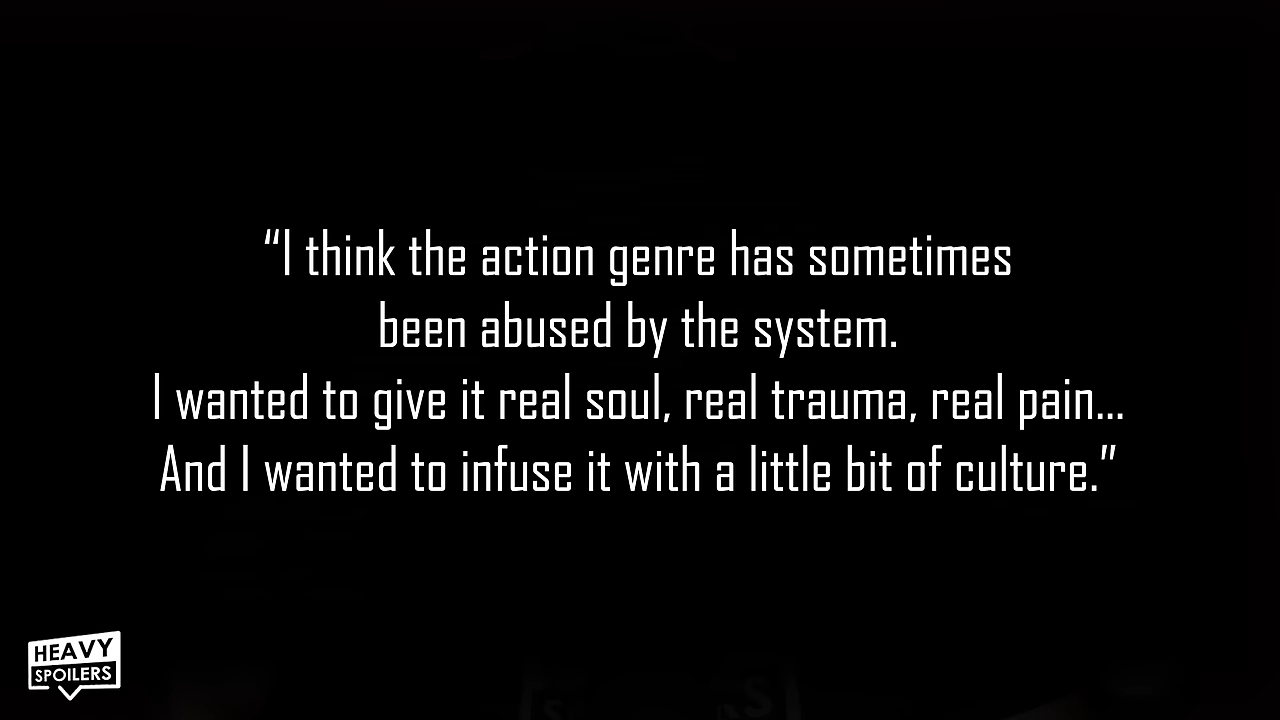 “I think the action genre has sometimes
been abused by the system.
I wanted to give it real soul, real trauma, real pain...
And I wanted to infuse it with a little bit of culture.”
HEAVY
SPOILERS